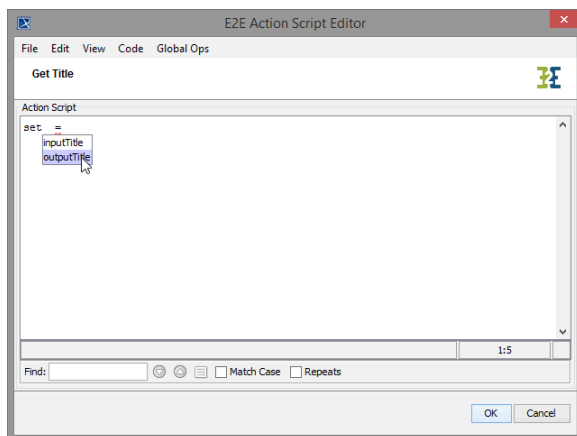 E2E Action Script Editor
File Edit View Code Global Ops
Get Title
E2E
Action Script
set =
inputTitle
outputTitle
1:5
Find: Match Case Repeats
OK Cancel